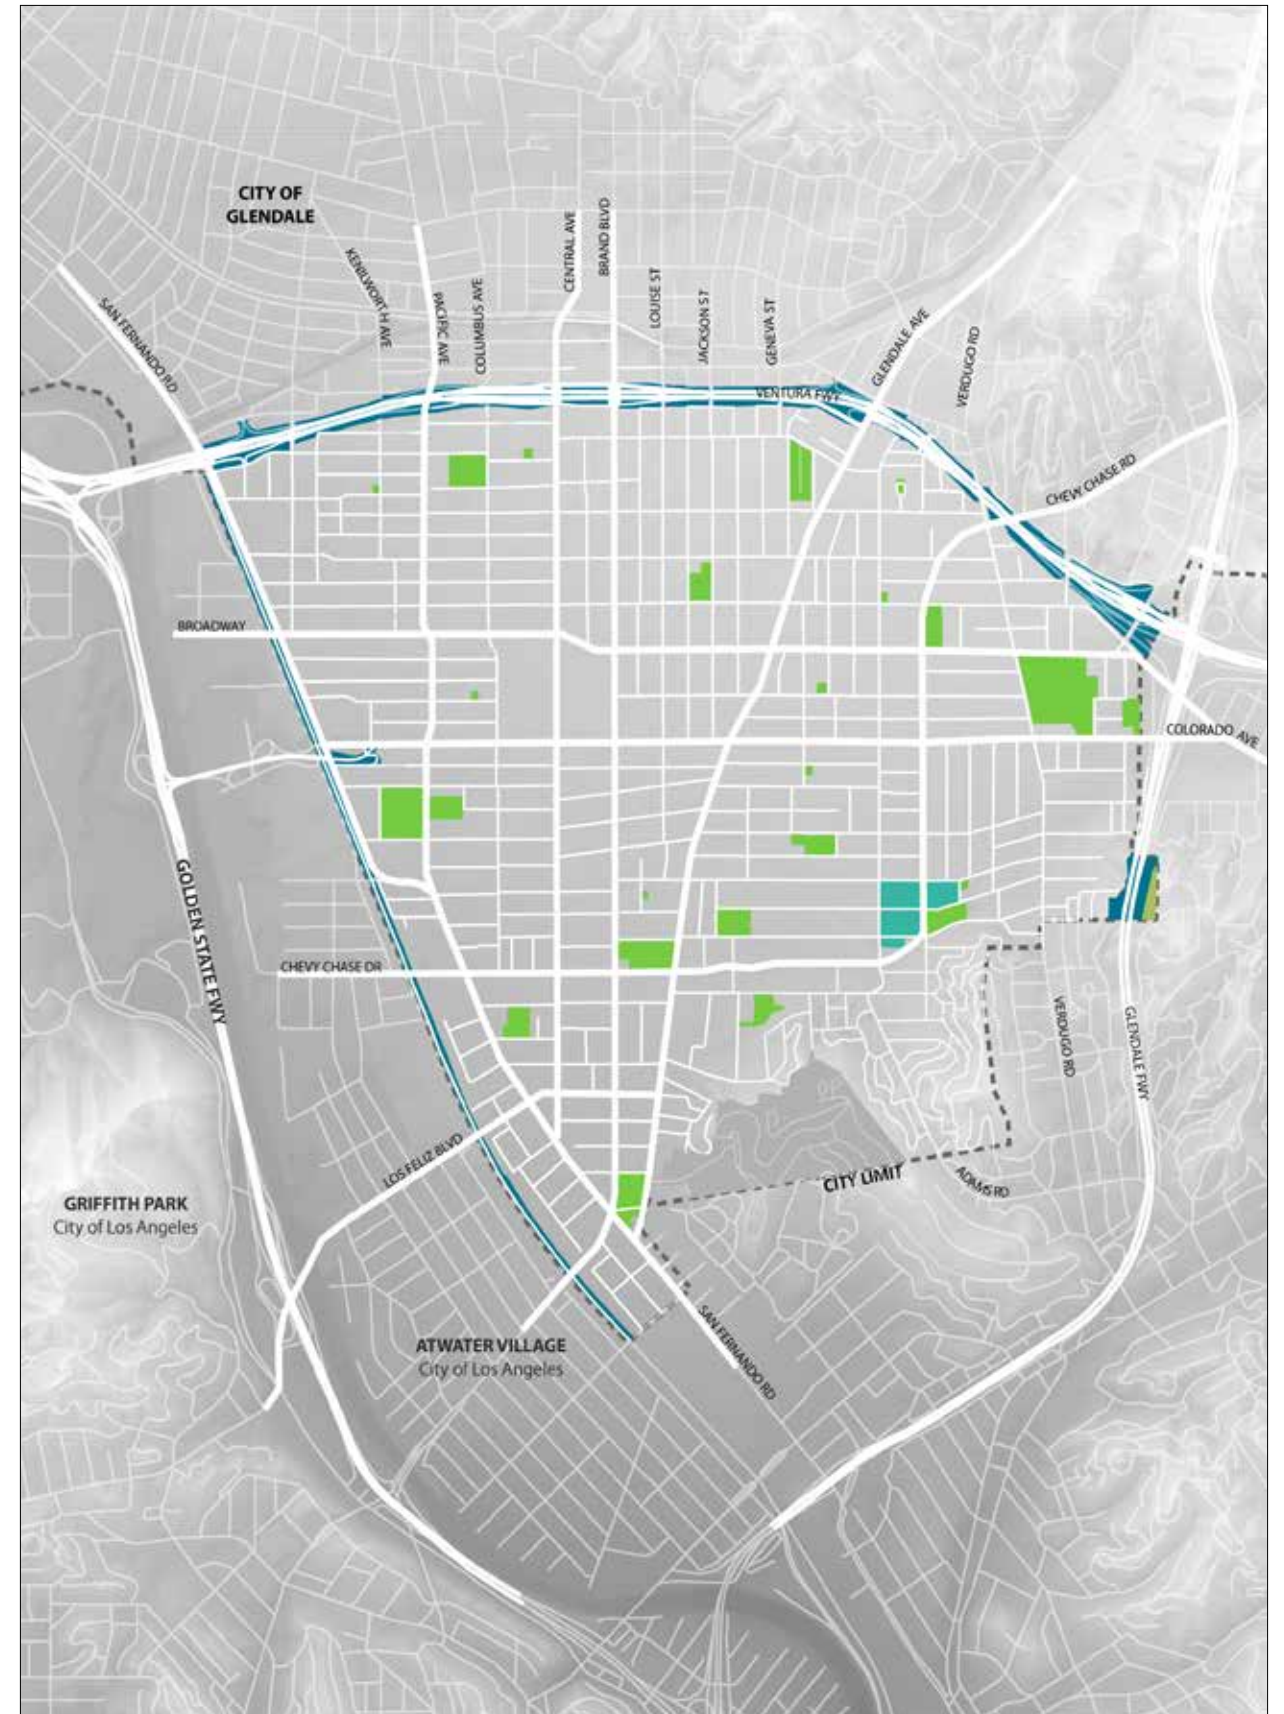 CITY OF
GLENDALE
KENILWORTH AVE
PACIFIC AVE
COLUMBUS AVE
CENTRAL AVE
BRAND BLVD
LOUISE ST
JACKSON ST
GENEVA ST
GLENDALE AVE
VERDUGO RD
SAN FERNANDO RD
VENTURA FWY
CHEVY CHASE RD
BROADWAY
COLORADO AVE
GOLDEN STATE FWY
CHEVY CHASE DR
VERDUGO RD
GLENDALE FWY
LOS FELIZ BLVD
CITY LIMIT
ADAMS RD
GRIFFITH PARK
City of Los Angeles
SAN FERNANDO RD
ATWATER VILLAGE
City of Los Angeles